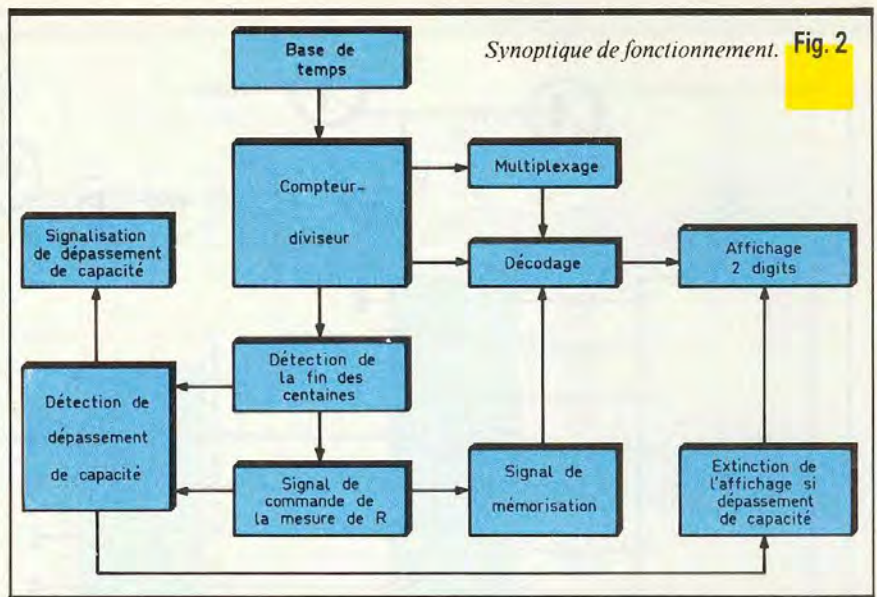 Synoptique de fonctionnement.
Fig. 2
Base de
temps
Compteur-
diviseur
Multiplexage
Signalisation
de dépassement
de capacité
Décodage
Affichage
2 digits
Détection de
la fin des
centaines
Détection de
dépassement
de capacité
Signal de
commande de
la mesure de R
Signal de
mémorisation
Extinction de
l'affichage si
dépassement
de capacité